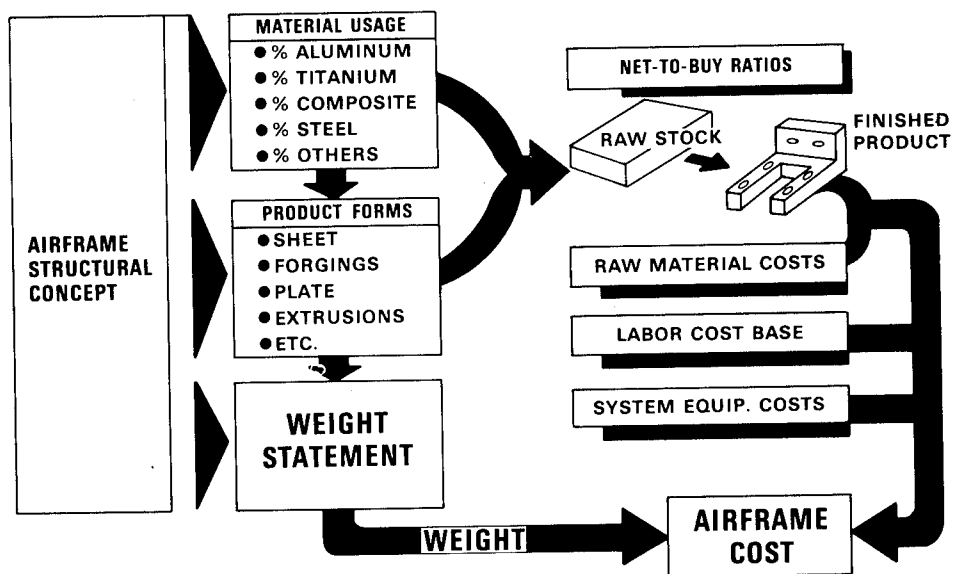 AIRFRAME
STRUCTURAL
CONCEPT
MATERIAL USAGE
● % ALUMINUM
● % TITANIUM
● % COMPOSITE
● % STEEL
● % OTHERS
PRODUCT FORMS
● SHEET
● FORGINGS
● PLATE
● EXTRUSIONS
● ETC.
WEIGHT
STATEMENT
NET-TO-BUY RATIOS
RAW STOCK
FINISHED
PRODUCT
RAW MATERIAL COSTS
LABOR COST BASE
SYSTEM EQUIP. COSTS
WEIGHT
AIRFRAME
COST